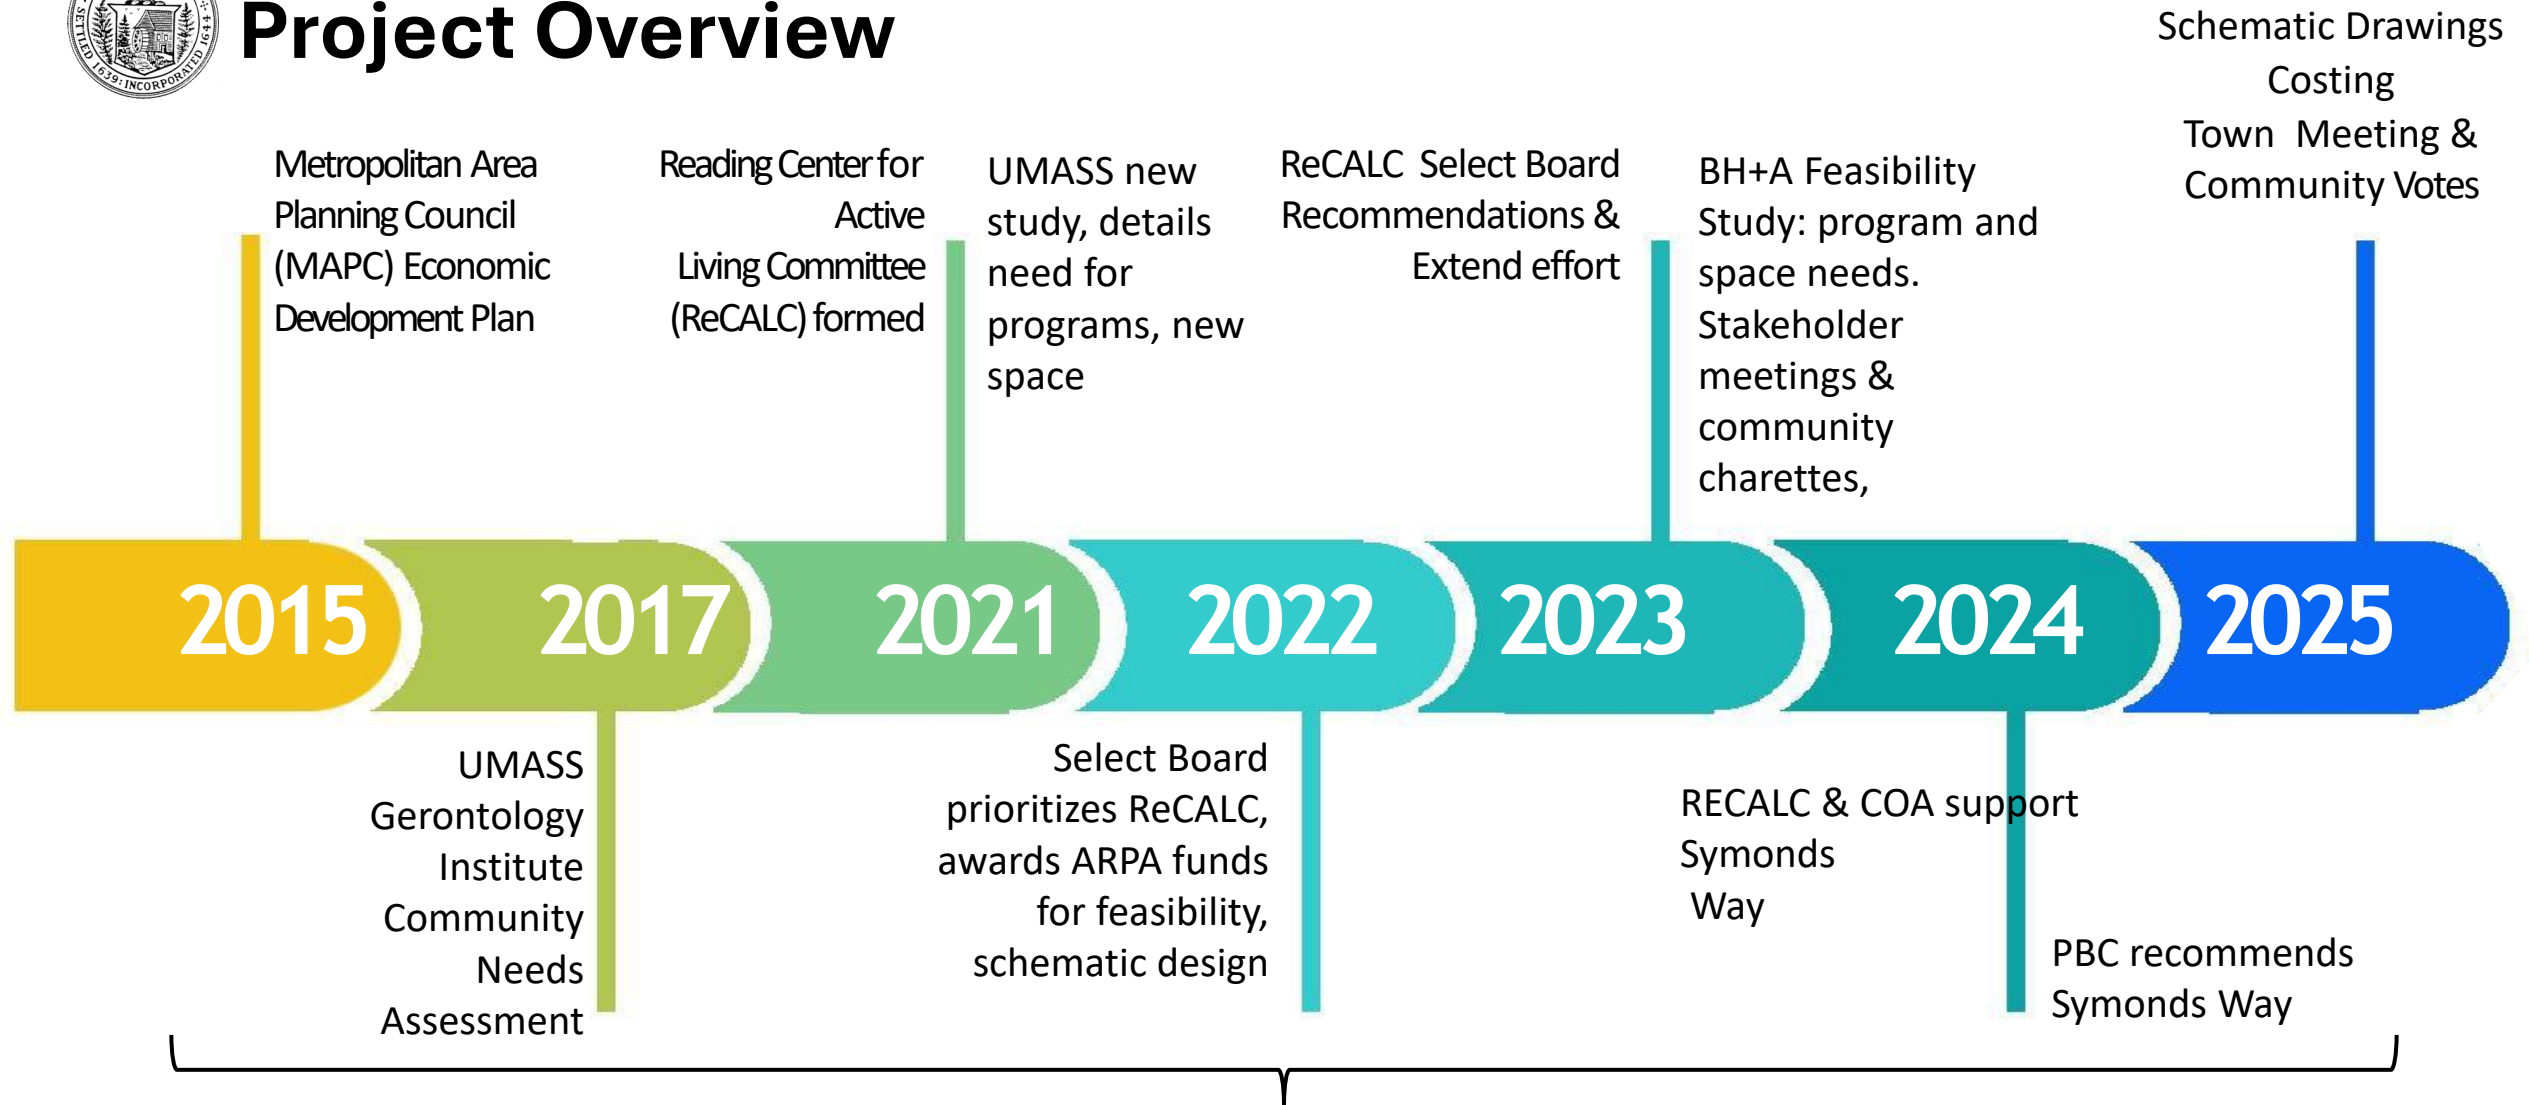 SETTLED 1639: INCORPORATED 1644
Project Overview
Metropolitan Area
Planning Council
(MAPC) Economic
Development Plan
Reading Center for
Active
Living Committee
(ReCALC) formed
UMASS new
study, details
need for
programs, new
space
ReCALC Select Board
Recommendations &
Extend effort
BH+A Feasibility
Study: program and
space needs.
Stakeholder
meetings &
community
charettes,
Schematic Drawings
Costing
Town Meeting &
Community Votes
2015
2017
2021
2022
2023
2024
2025
UMASS
Gerontology
Institute
Community
Needs
Assessment
Select Board
prioritizes ReCALC,
awards ARPA funds
for feasibility,
schematic design
RECALC & COA support
Symonds
Way
PBC recommends
Symonds Way